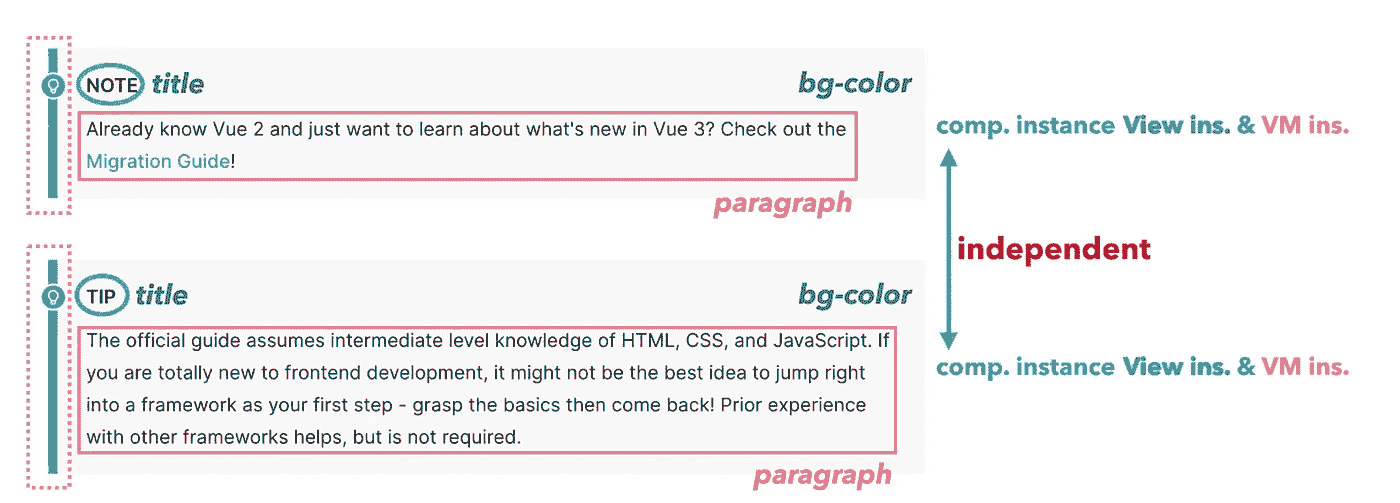 NOTE title bg-color
Already know Vue 2 and just want to learn about what's new in Vue 3? Check out the
Migration Guide!
paragraph
comp. instance View ins. & VM ins.
independent
TIP title bg-color
The official guide assumes intermediate level knowledge of HTML, CSS, and JavaScript. If
you are totally new to frontend development, it might not be the best idea to jump right
into a framework as your first step - grasp the basics then come back! Prior experience
with other frameworks helps, but is not required.
paragraph
comp. instance View ins. & VM ins.